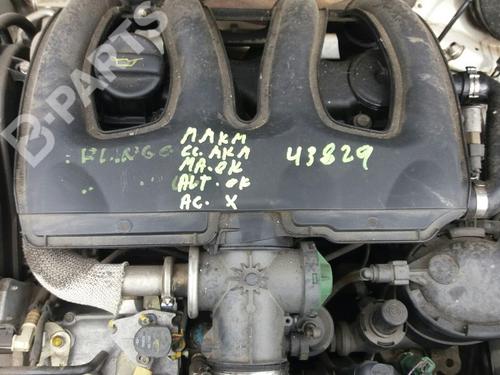 B-PARTS
MAKM
CC. AKA
MA. OK
ALT. OK
AC. X
43829